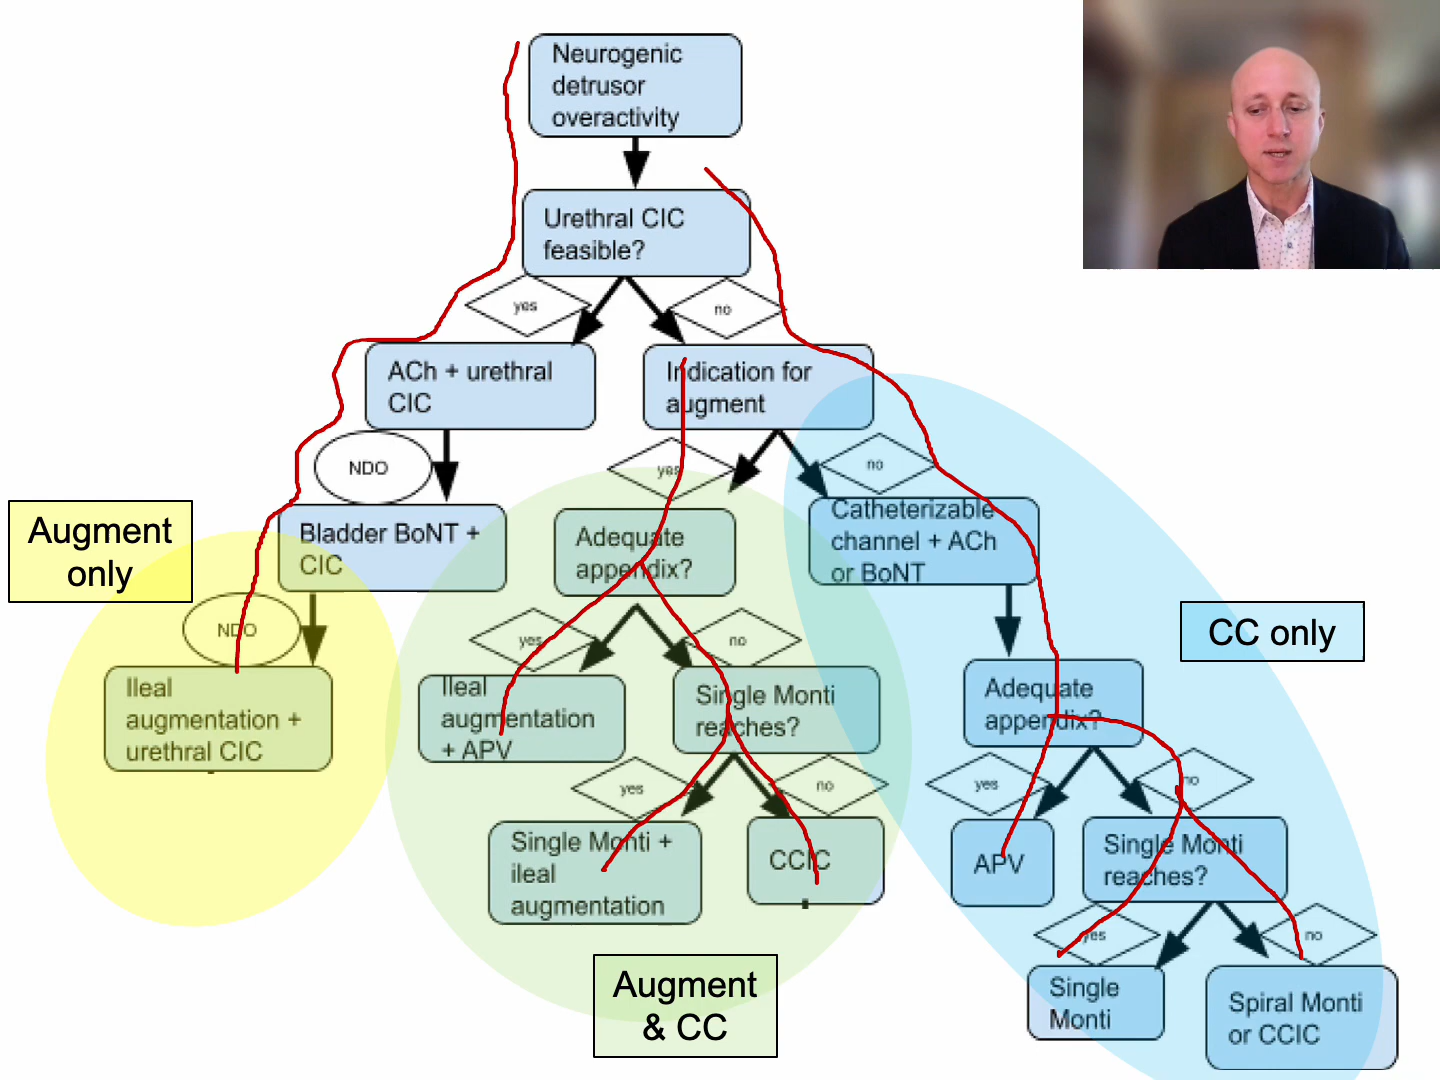 Neurogenic
detrusor
overactivity
Urethral CIC
feasible?
yes
no
ACh + urethral
CIC
Indication for
augment
NDO
yes
no
Augment
only
Bladder BoNT +
CIC
Adequate
appendix?
Catheterizable
channel + ACh
or BoNT
NDO
yes
no
CC only
Ileal
augmentation +
urethral CIC
Ileal
augmentation
+ APV
Single Monti
reaches?
Adequate
appendix?
yes
no
yes
no
Single Monti +
ileal
augmentation
CCIC
APV
Single Monti
reaches?
yes
no
Augment
& CC
Single
Monti
Spiral Monti
or CCIC